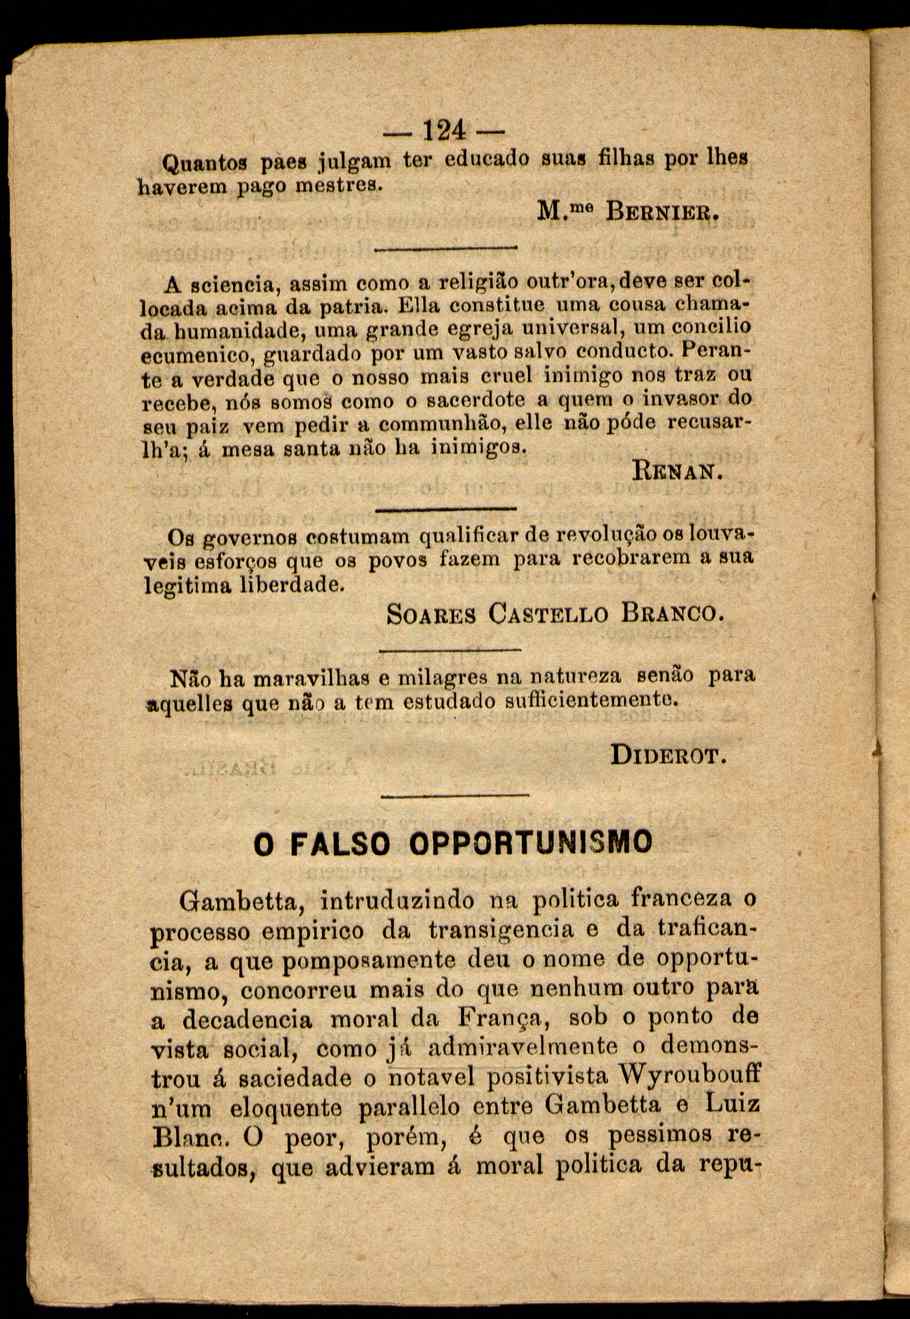 — 124 —
Quantos paes julgam ter educado suas filhas por lhes
haverem pago mestres.
M.me BERNIER.
A sciencia, assim como a religião outr'ora, deve ser col-
locada acima da patria. Ella constitue uma cousa chama-
da humanidade, uma grande egreja universal, um concilio
ecumenico, guardado por um vasto salvo conducto. Peran-
te a verdade que o nosso mais cruel inimigo nos traz ou
recebe, nós somos como o sacerdote a quem o invasor do
seu paiz vem pedir a communhão, elle não póde recusar-
lh'a; á mesa santa não ha inimigos.
RENAN.
Os governos costumam qualificar de revolução os louva-
veis esforços que os povos fazem para recobrarem a sua
legitima liberdade.
SOARES CASTELLO BRANCO.
Não ha maravilhas e milagres na natureza senão para
aquelles que não a tem estudado sufficientemente.
DIDEROT.
O FALSO OPPORTUNISMO
Gambetta, intruduzindo na politica franceza o
processo empirico da transigencia e da trafican-
cia, a que pomposamente deu o nome de opportu-
nismo, concorreu mais do que nenhum outro para
a decadencia moral da França, sob o ponto de
vista social, como já admiravelmente o demons-
trou á saciedade o notavel positivista Wyroubouff
n'um eloquente parallelo entre Gambetta e Luiz
Blanc. O peor, porém, é que os pessimos re-
sultados, que advieram á moral politica da repu-